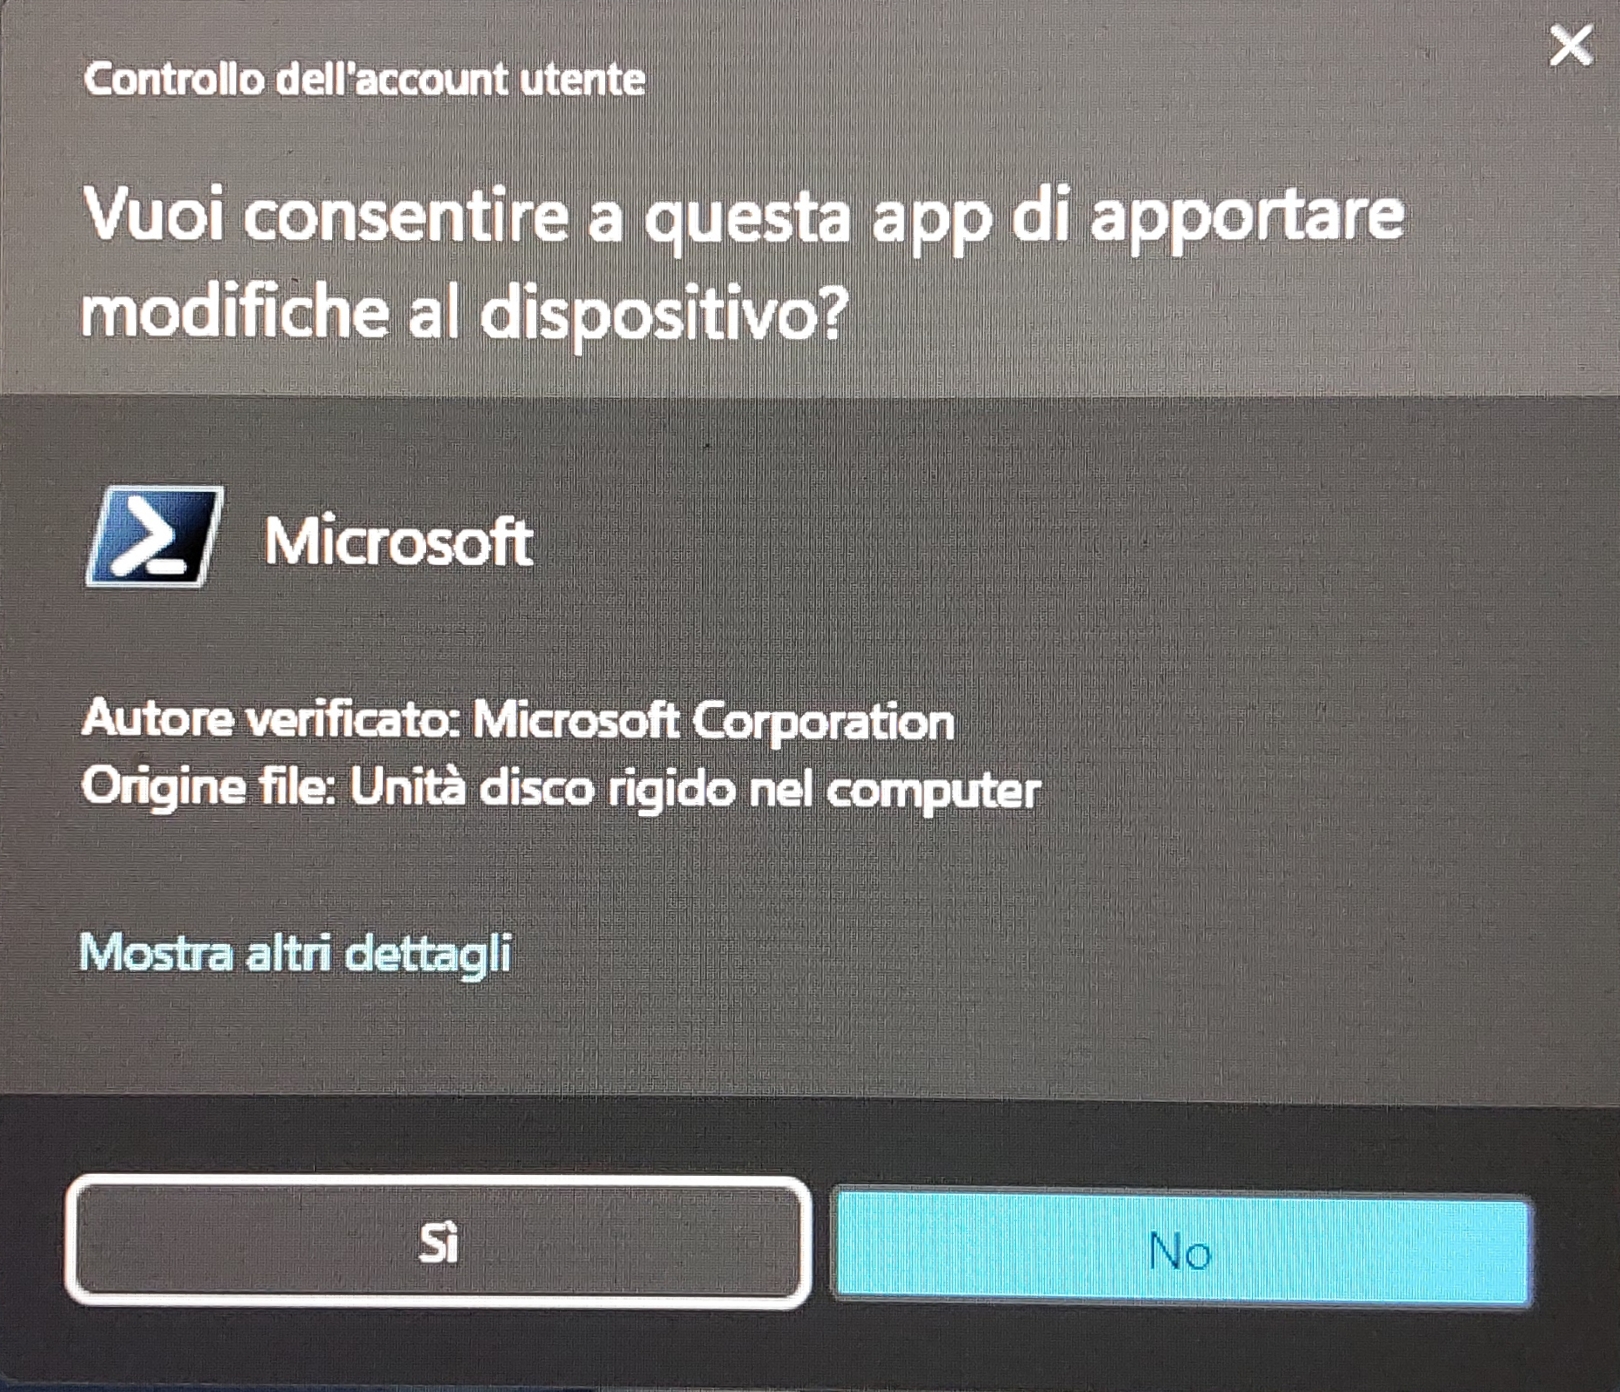 Controllo dell'account utente
Vuoi consentire a questa app di apportare
modifiche al dispositivo?
Microsoft
Autore verificato: Microsoft Corporation
Origine file: Unità disco rigido nel computer
Mostra altri dettagli
Sì
No